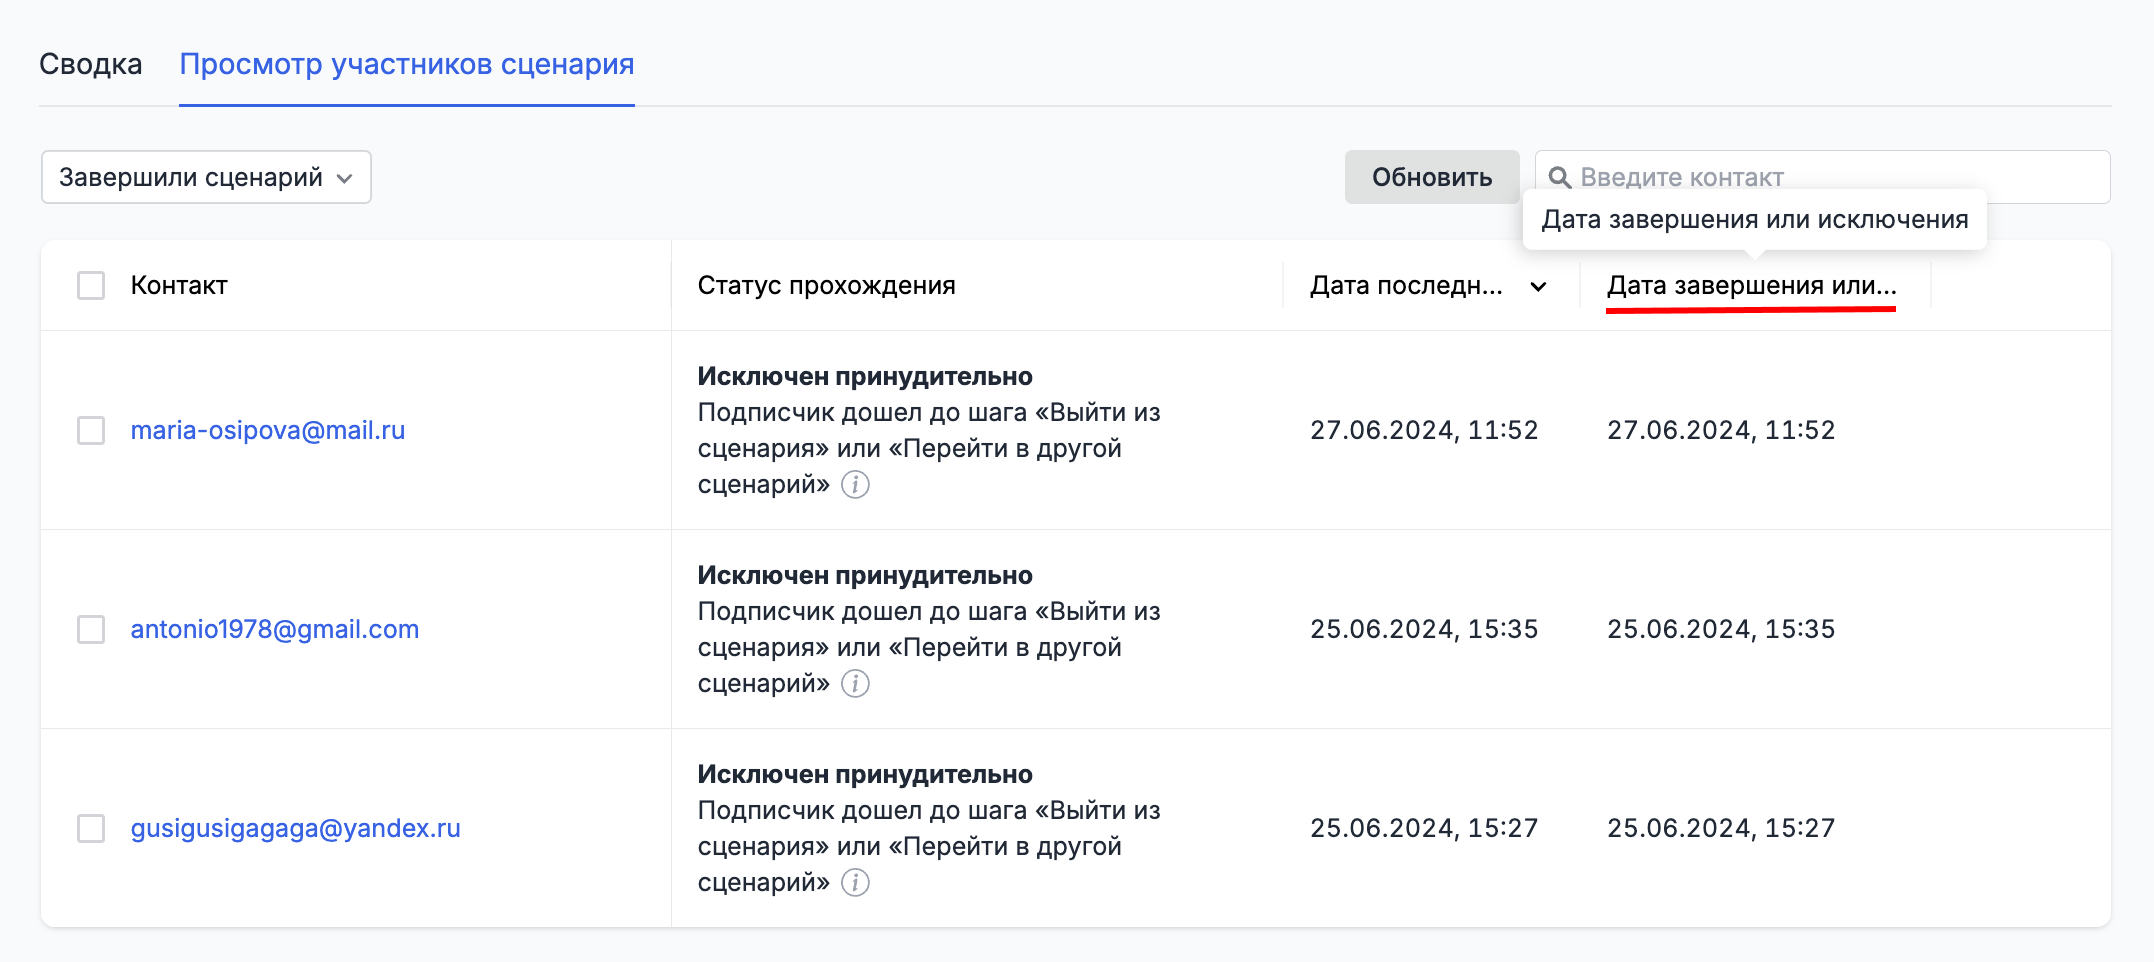 Сводка Просмотр участников сценария
Завершили сценарий Обновить Введите контакт
Дата завершения или исключения
Контакт Статус прохождения Дата последн... Дата завершения или...
Исключен принудительно
Подписчик дошел до шага «Выйти из
maria-osipova@mail.ru 27.06.2024, 11:52 27.06.2024, 11:52
сценария» или «Перейти в другой
сценарий»
Исключен принудительно
Подписчик дошел до шага «Выйти из
antonio1978@gmail.com 25.06.2024, 15:35 25.06.2024, 15:35
сценария» или «Перейти в другой
сценарий»
Исключен принудительно
Подписчик дошел до шага «Выйти из
gusigusigagaga@yandex.ru 25.06.2024, 15:27 25.06.2024, 15:27
сценария» или «Перейти в другой
сценарий»